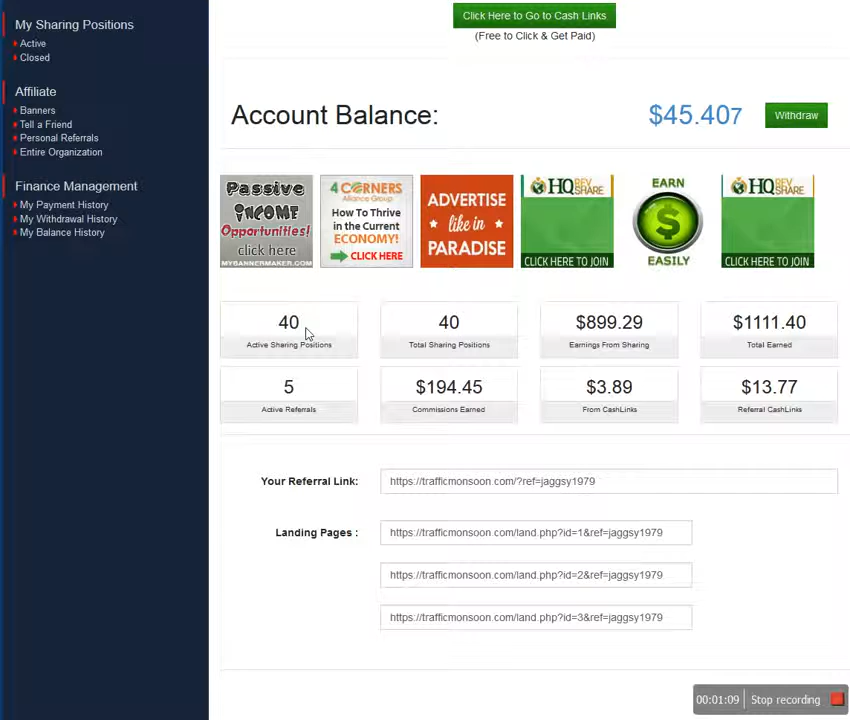 My Sharing Positions
Active
Closed
Affiliate
Banners
Tell a Friend
Personal Referrals
Entire Organization
Finance Management
My Payment History
My Withdrawal History
My Balance History
Click Here to Go to Cash Links
(Free to Click & Get Paid)
Account Balance:
$45.407
Withdraw
Passive
INCOME
Opportunities!
click here
MYBANNERMAKER.COM
4 CORNERS
Alliance Group
How To Thrive
in the Current
ECONOMY!
CLICK HERE
ADVERTISE
like in
PARADISE
HQ REV SHARE
CLICK HERE TO JOIN
EARN
$
EASILY
HQ REV SHARE
CLICK HERE TO JOIN
40
Active Sharing Positions
40
Total Sharing Positions
$899.29
Earnings From Sharing
$1111.40
Total Earned
5
Active Referrals
$194.45
Commissions Earned
$3.89
From CashLinks
$13.77
Referral CashLinks
Your Referral Link:
https://trafficmonsoon.com/?ref=jaggsy1979
Landing Pages :
https://trafficmonsoon.com/land.php?id=1&ref=jaggsy1979
https://trafficmonsoon.com/land.php?id=2&ref=jaggsy1979
https://trafficmonsoon.com/land.php?id=3&ref=jaggsy1979
00:01:09
Stop recording